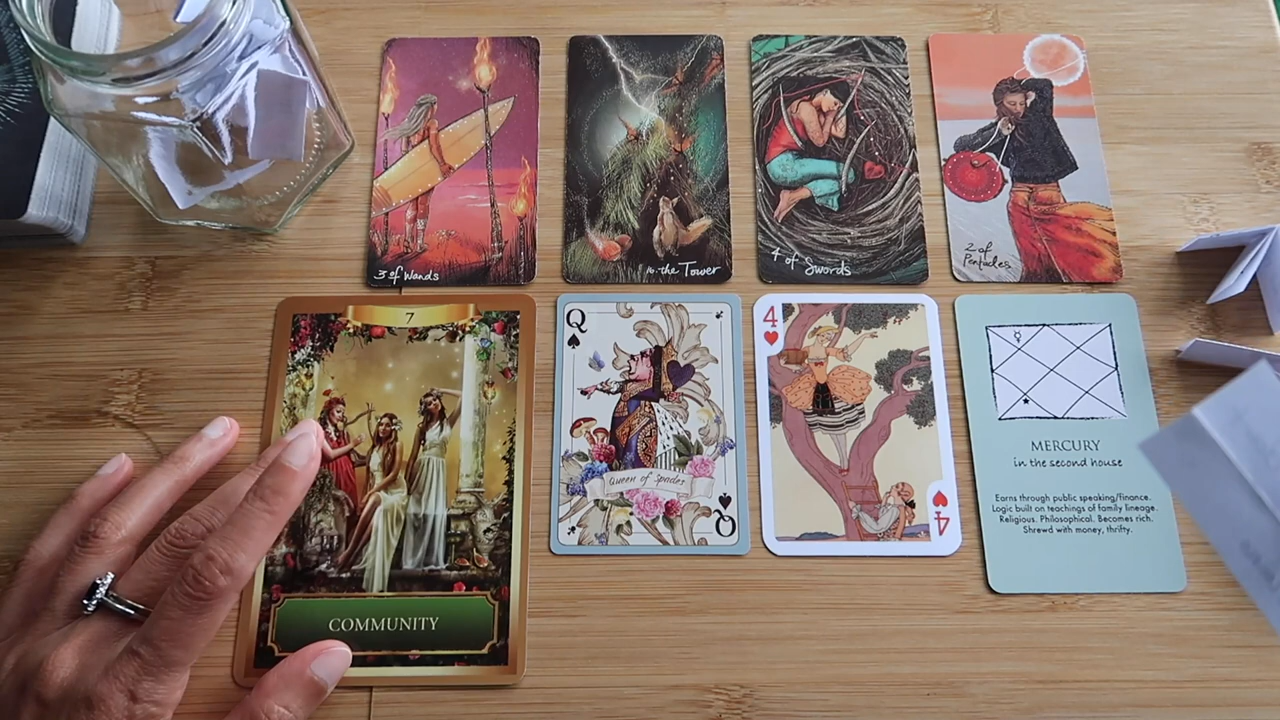 3 of Wands
16. the Tower
4 of Swords
2 of
Pentacles
7
COMMUNITY
Q
Queen of Spades
Q
4
4
MERCURY
in the second house
Earns through public speaking/finance.
Logic built on teachings of family lineage.
Religious. Philosophical. Becomes rich.
Shrewd with money, thrifty.